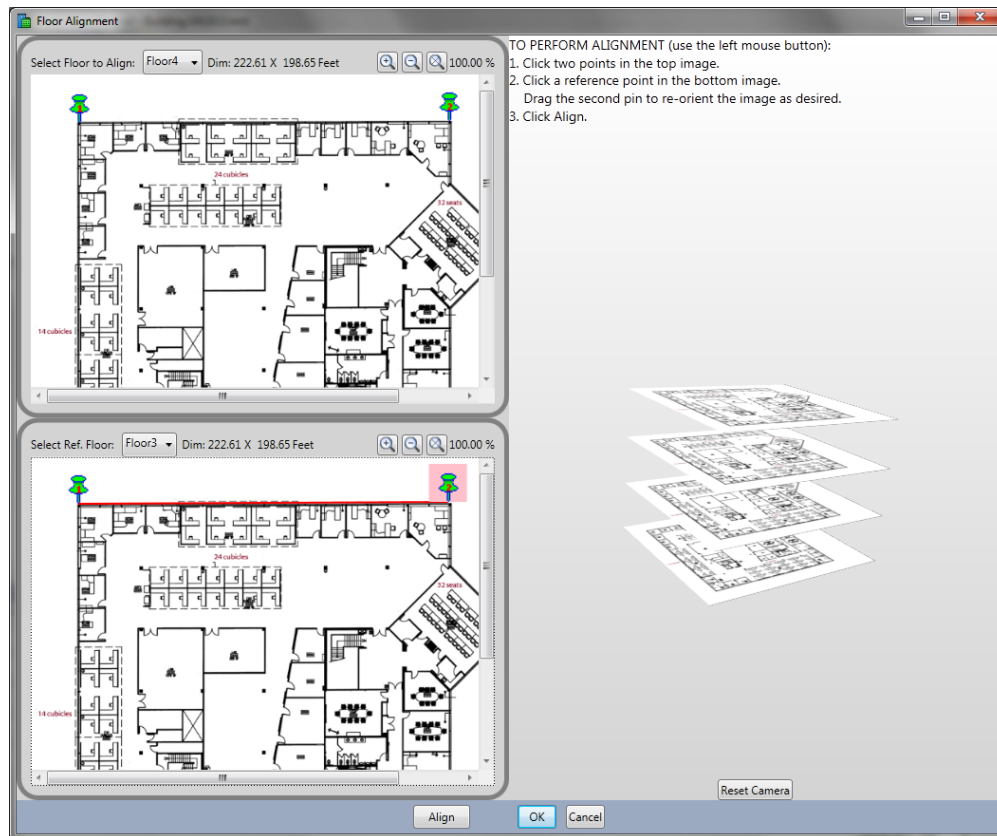 Floor Alignment
Select Floor to Align: Floor4 Dim: 222.61 X 198.65 Feet 100.00 %
1 2
24 cubicles
32 seats
14 cubicles
Select Ref. Floor: Floor3 Dim: 222.61 X 198.65 Feet 100.00 %
1 2
24 cubicles
32 seats
14 cubicles
TO PERFORM ALIGNMENT (use the left mouse button):
1. Click two points in the top image.
2. Click a reference point in the bottom image.
Drag the second pin to re-orient the image as desired.
3. Click Align.
Reset Camera
Align OK Cancel